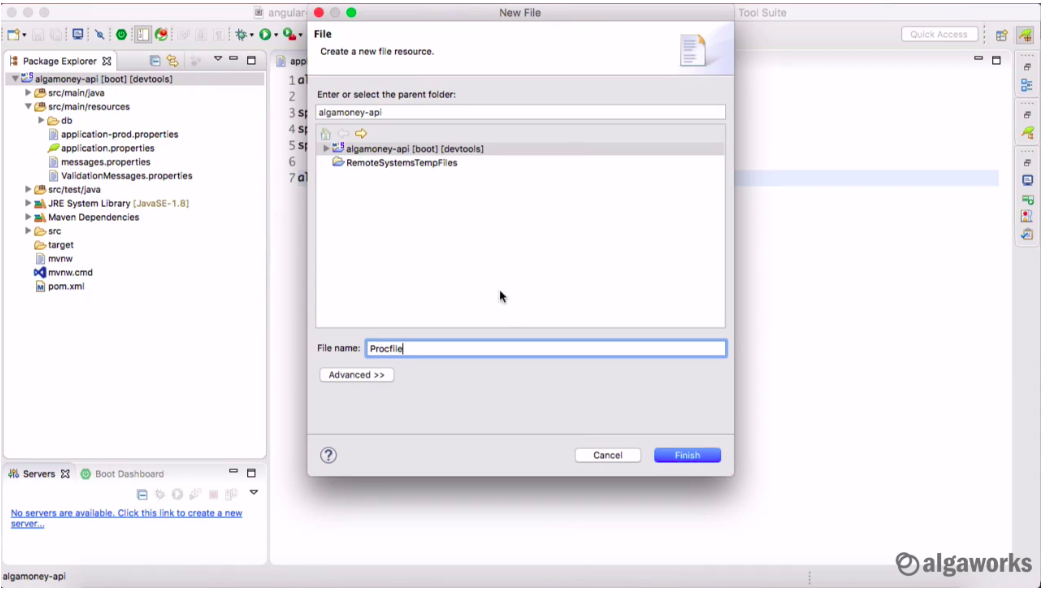 angular
New File
Tool Suite
Quick Access
File
Create a new file resource.
Enter or select the parent folder:
algamoney-api
algamoney-api [boot] [devtools]
RemoteSystemsTempFiles
File name: Procfile
Advanced >>
Cancel
Finish
Package Explorer
algamoney-api [boot] [devtools]
src/main/java
src/main/resources
db
application-prod.properties
application.properties
messages.properties
ValidationMessages.properties
src/test/java
JRE System Library [JavaSE-1.8]
Maven Dependencies
src
target
mvnw
mvnw.cmd
pom.xml
app
1 al
2
3 sp
4 sp
5 sp
6
7 al
Servers
Boot Dashboard
No servers are available. Click this link to create a new
server...
algamoney-api
algaworks